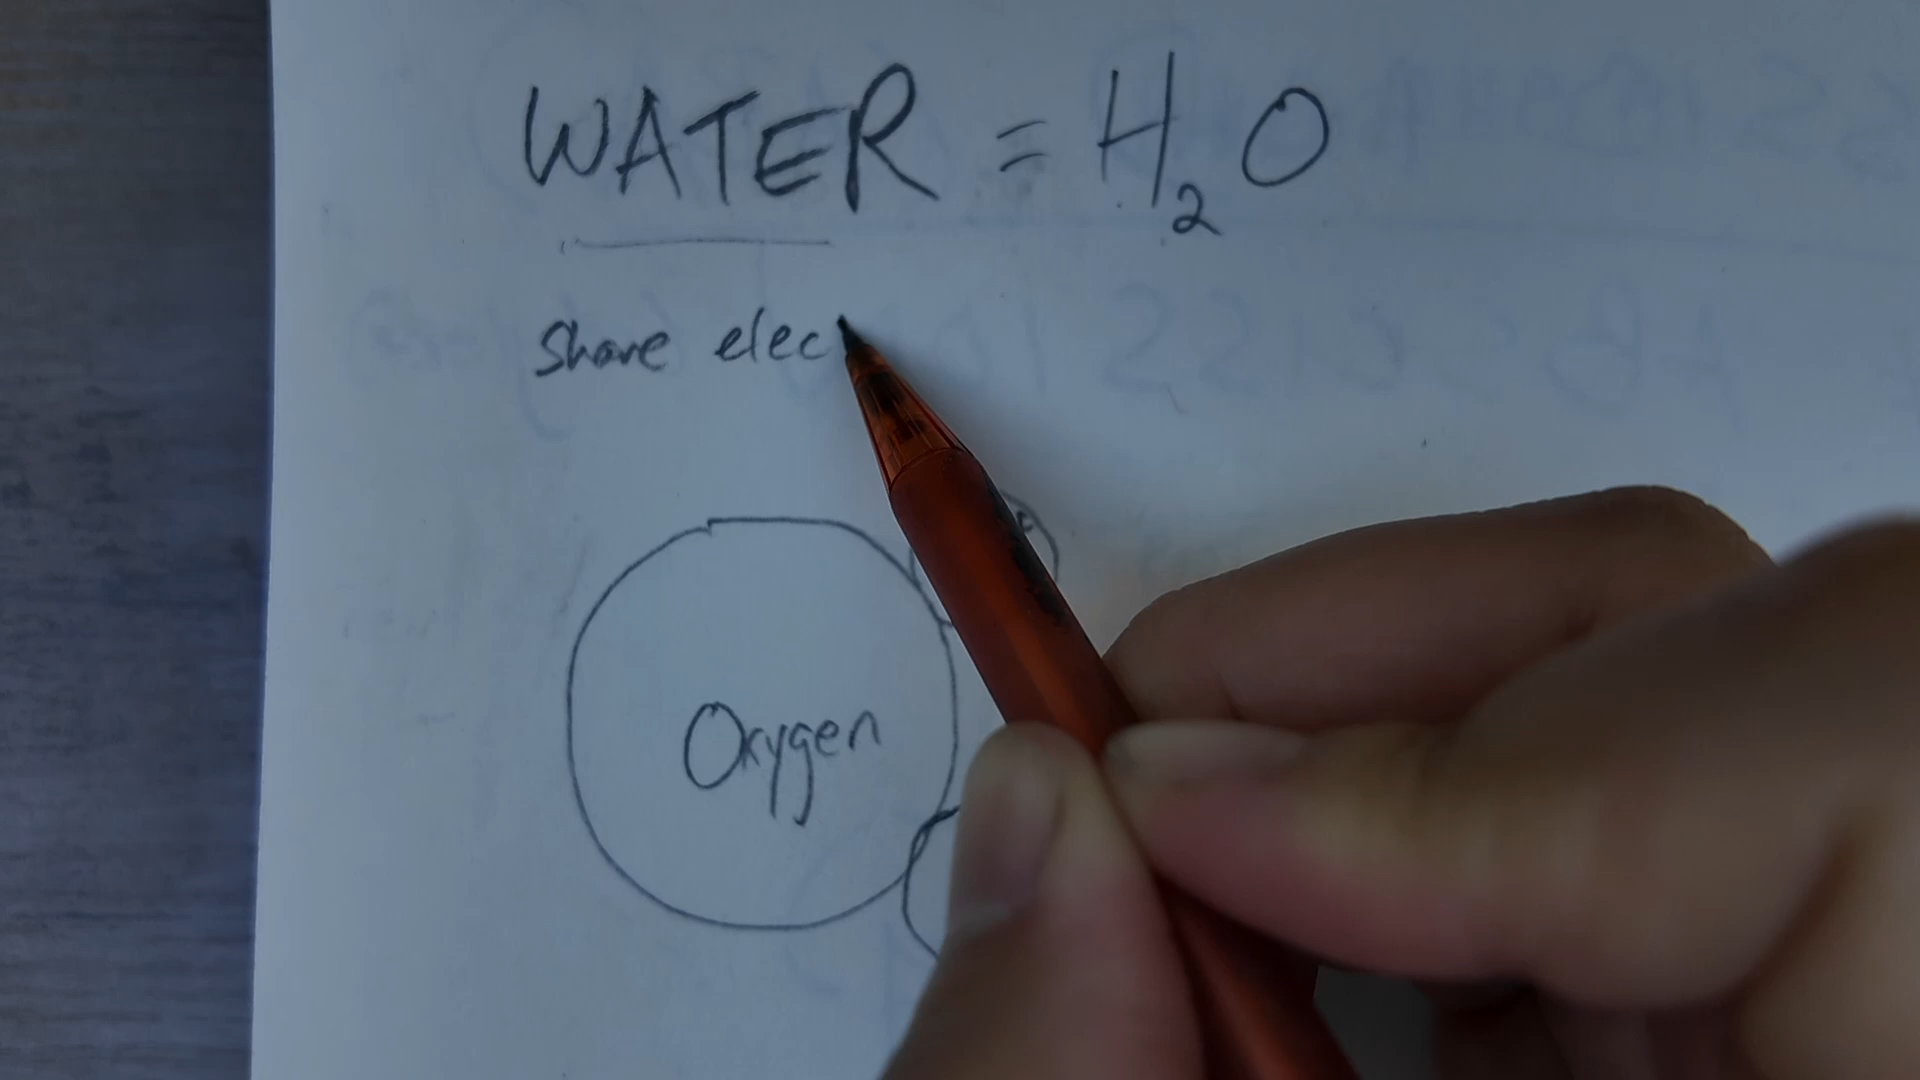 WATER = H₂O
Share elec
Oxygen